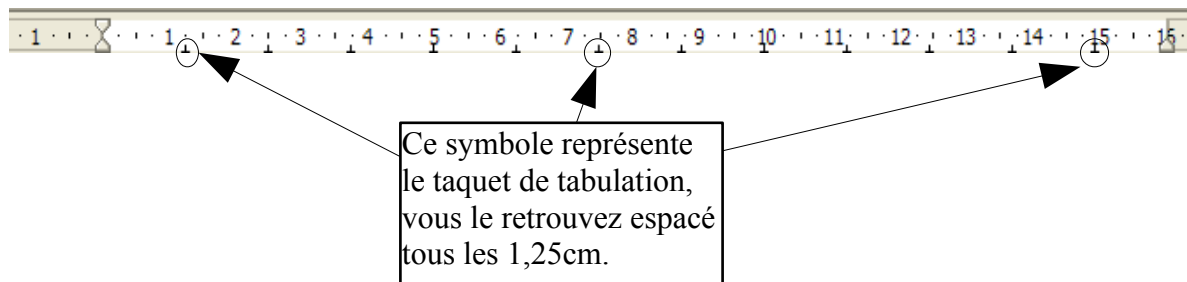 1 1 2 3 4 5 6 7 8 9 10 11 12 13 14 15 16
Ce symbole représente
le taquet de tabulation,
vous le retrouvez espacé
tous les 1,25cm.